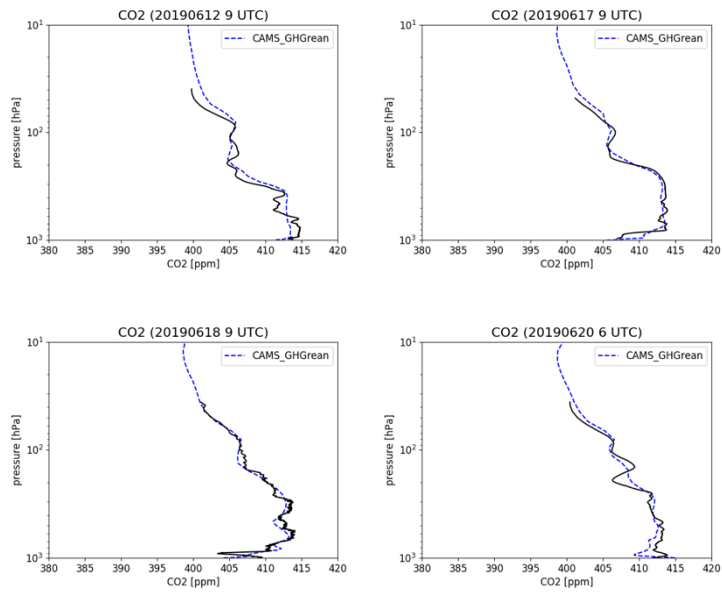 CO2 (20190612 9 UTC)
CAMS_GHGrean
10¹
10²
10³
pressure [hPa]
380 385 390 395 400 405 410 415 420
CO2 [ppm]
CO2 (20190617 9 UTC)
CAMS_GHGrean
10¹
10²
10³
pressure [hPa]
380 385 390 395 400 405 410 415 420
CO2 [ppm]
CO2 (20190618 9 UTC)
CAMS_GHGrean
10¹
10²
10³
pressure [hPa]
380 385 390 395 400 405 410 415 420
CO2 [ppm]
CO2 (20190620 6 UTC)
CAMS_GHGrean
10¹
10²
10³
pressure [hPa]
380 385 390 395 400 405 410 415 420
CO2 [ppm]